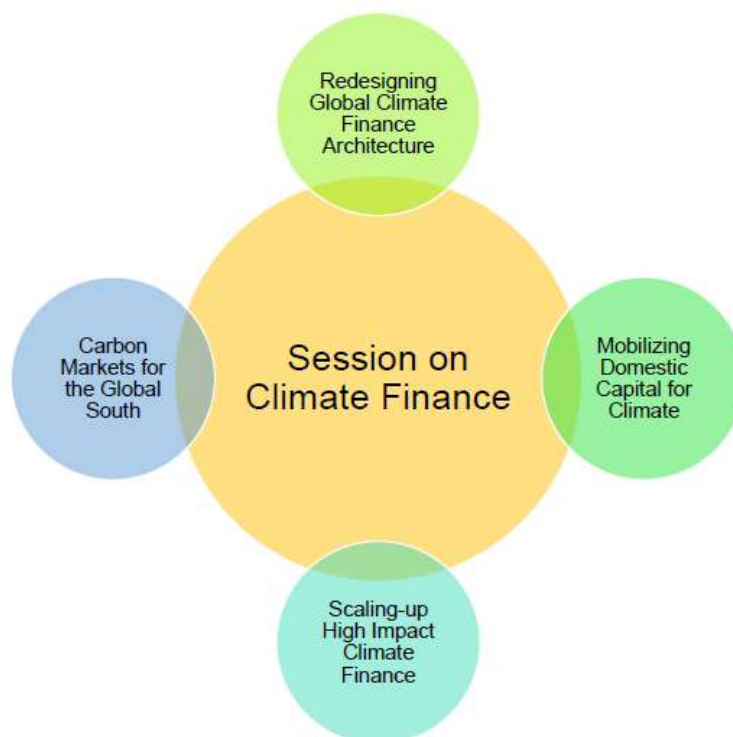 Redesigning
Global Climate
Finance
Architecture
Carbon
Markets for
the Global
South
Session on
Climate Finance
Mobilizing
Domestic
Capital for
Climate
Scaling-up
High Impact
Climate
Finance